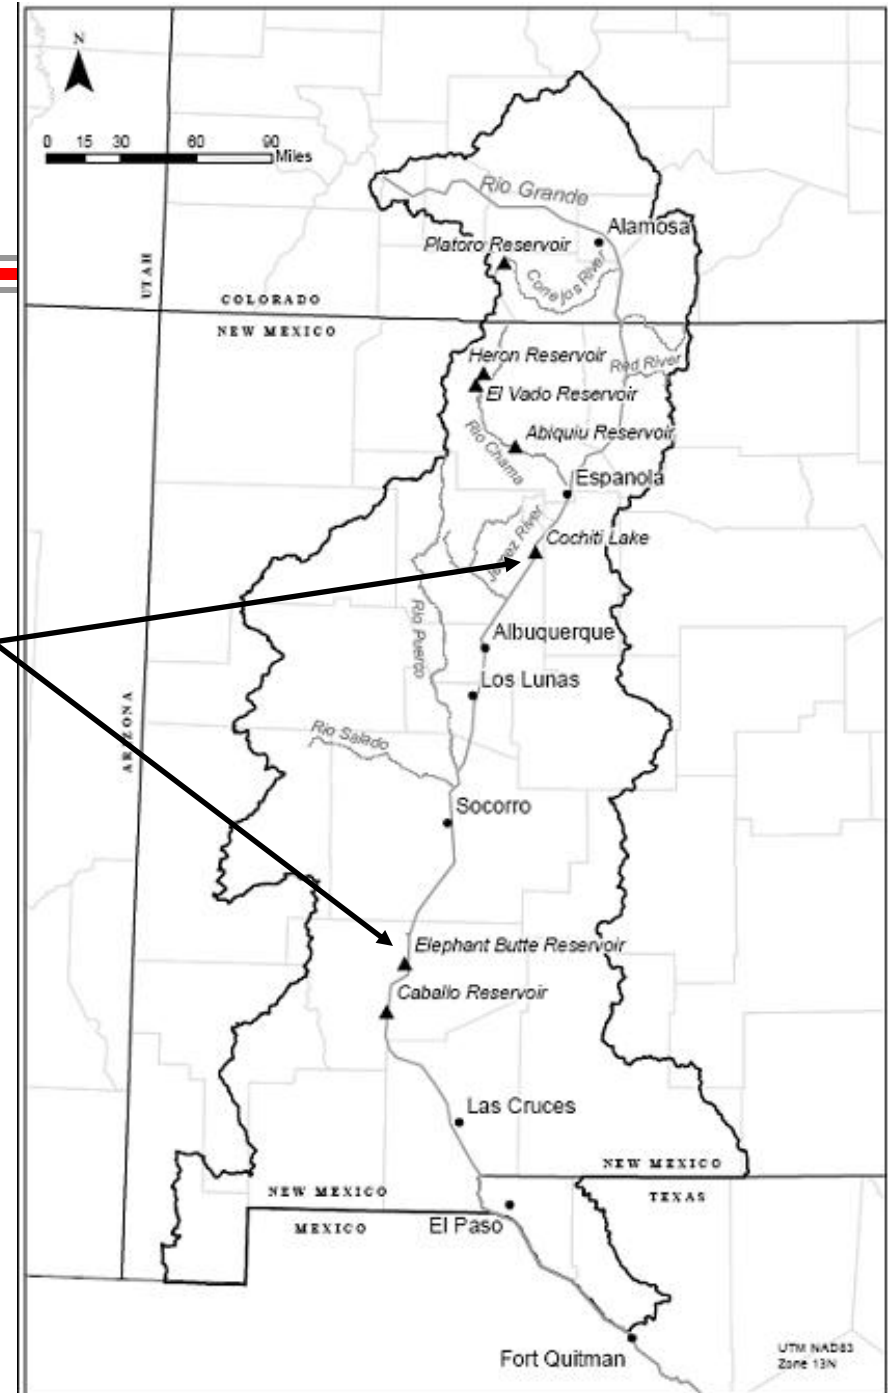 N
0 15 30 60 90
Miles
Rio Grande
Alamosa
Platoro Reservoir
Conejos River
UTAH
COLORADO
NEW MEXICO
Heron Reservoir
Red River
El Vado Reservoir
Rio Chama
Abiquiu Reservoir
Espanola
Jemez River
Cochiti Lake
Rio Puerco
Albuquerque
Los Lunas
ARIZONA
Rio Salado
Socorro
Elephant Butte Reservoir
Caballo Reservoir
Las Cruces
NEW MEXICO
TEXAS
NEW MEXICO
MEXICO
El Paso
Fort Quitman
UTM NAD83
Zone 13N